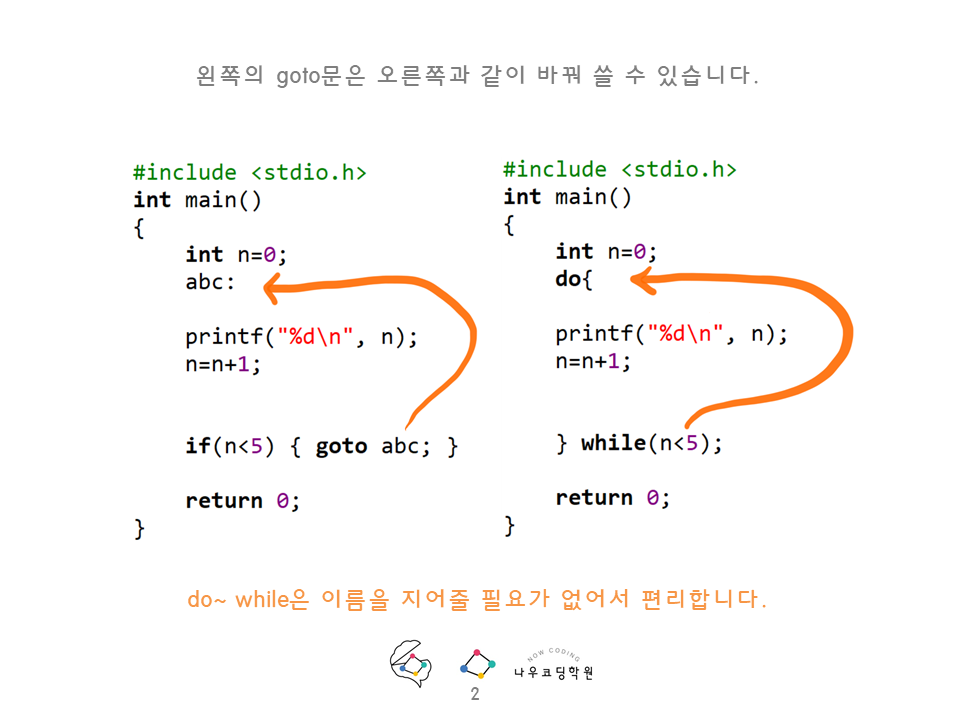 왼쪽의 goto문은 오른쪽과 같이 바꿔 쓸 수 있습니다.
#include <stdio.h>
int main()
{
    int n=0;
    abc:
    printf("%d\n", n);
    n=n+1;
    if(n<5) { goto abc; }
    return 0;
}
#include <stdio.h>
int main()
{
    int n=0;
    do{
    printf("%d\n", n);
    n=n+1;
    } while(n<5);
    return 0;
}
do~ while은 이름을 지어줄 필요가 없어서 편리합니다.
NOW CODING
나우코딩학원
2